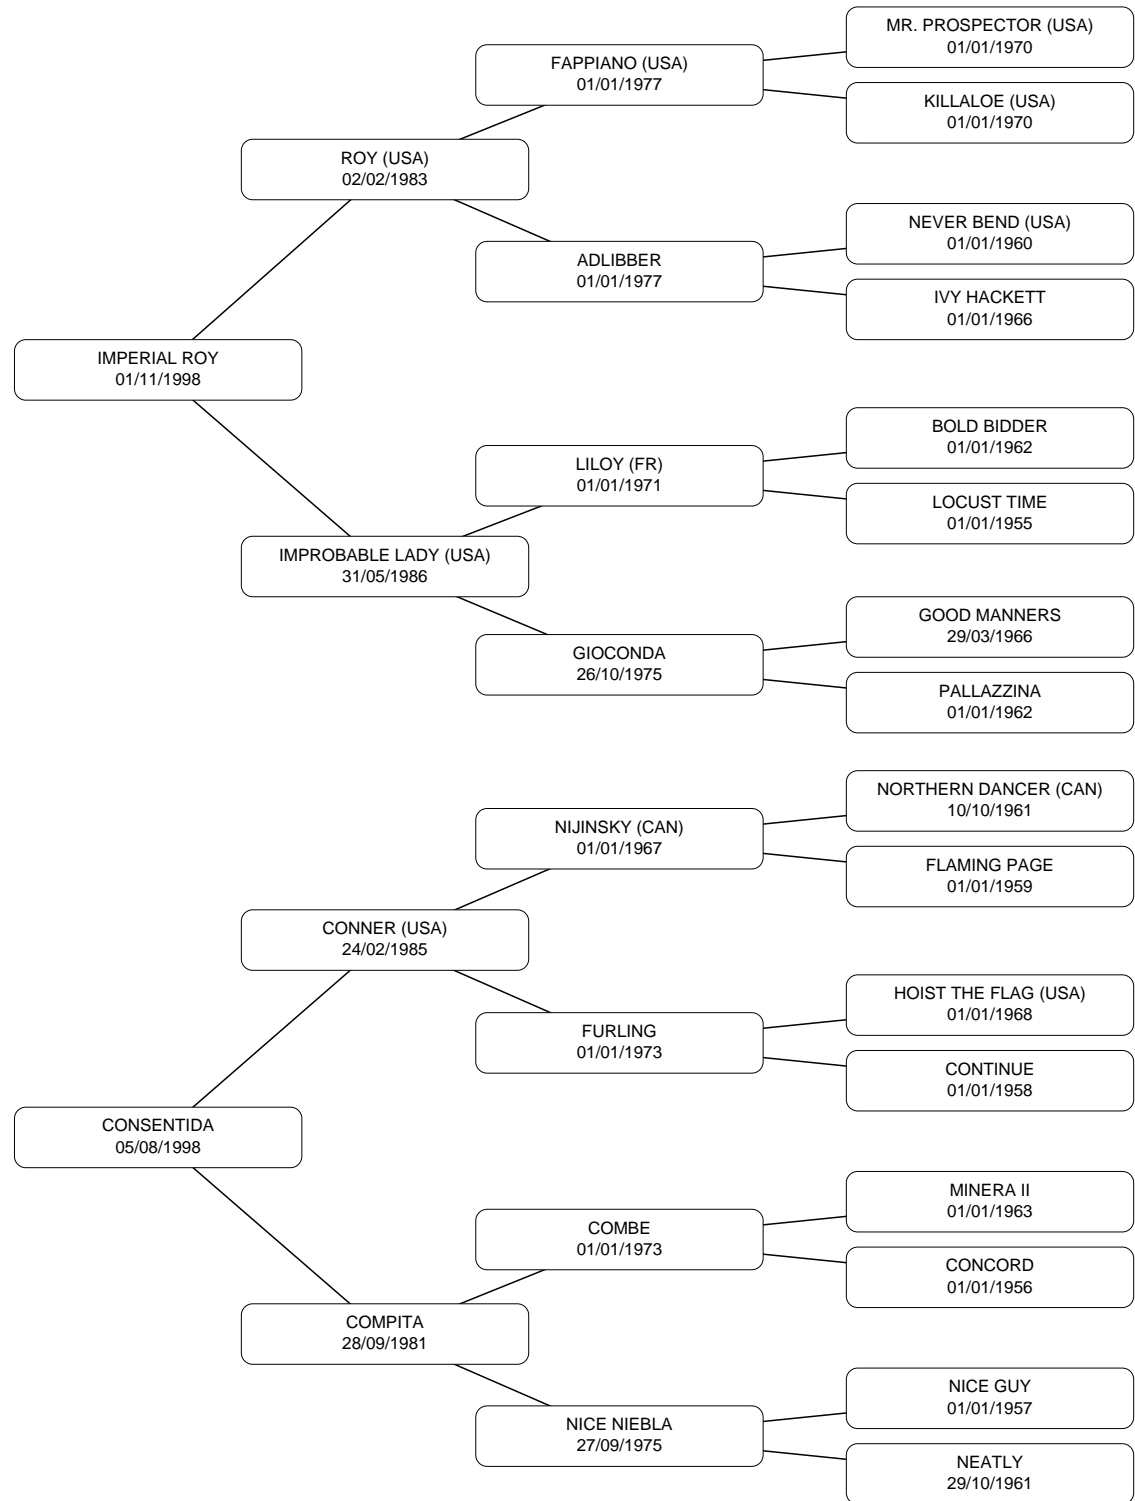 MR. PROSPECTOR (USA)
01/01/1970
FAPPIANO (USA)
01/01/1977
KILLALOE (USA)
01/01/1970
ROY (USA)
02/02/1983
NEVER BEND (USA)
01/01/1960
ADLIBBER
01/01/1977
IVY HACKETT
01/01/1966
IMPERIAL ROY
01/11/1998
BOLD BIDDER
01/01/1962
LILOY (FR)
01/01/1971
LOCUST TIME
01/01/1955
IMPROBABLE LADY (USA)
31/05/1986
GOOD MANNERS
29/03/1966
GIOCONDA
26/10/1975
PALLAZZINA
01/01/1962
NORTHERN DANCER (CAN)
10/10/1961
NIJINSKY (CAN)
01/01/1967
FLAMING PAGE
01/01/1959
CONNER (USA)
24/02/1985
HOIST THE FLAG (USA)
01/01/1968
FURLING
01/01/1973
CONTINUE
01/01/1958
CONSENTIDA
05/08/1998
MINERA II
01/01/1963
COMBE
01/01/1973
CONCORD
01/01/1956
COMPITA
28/09/1981
NICE GUY
01/01/1957
NICE NIEBLA
27/09/1975
NEATLY
29/10/1961